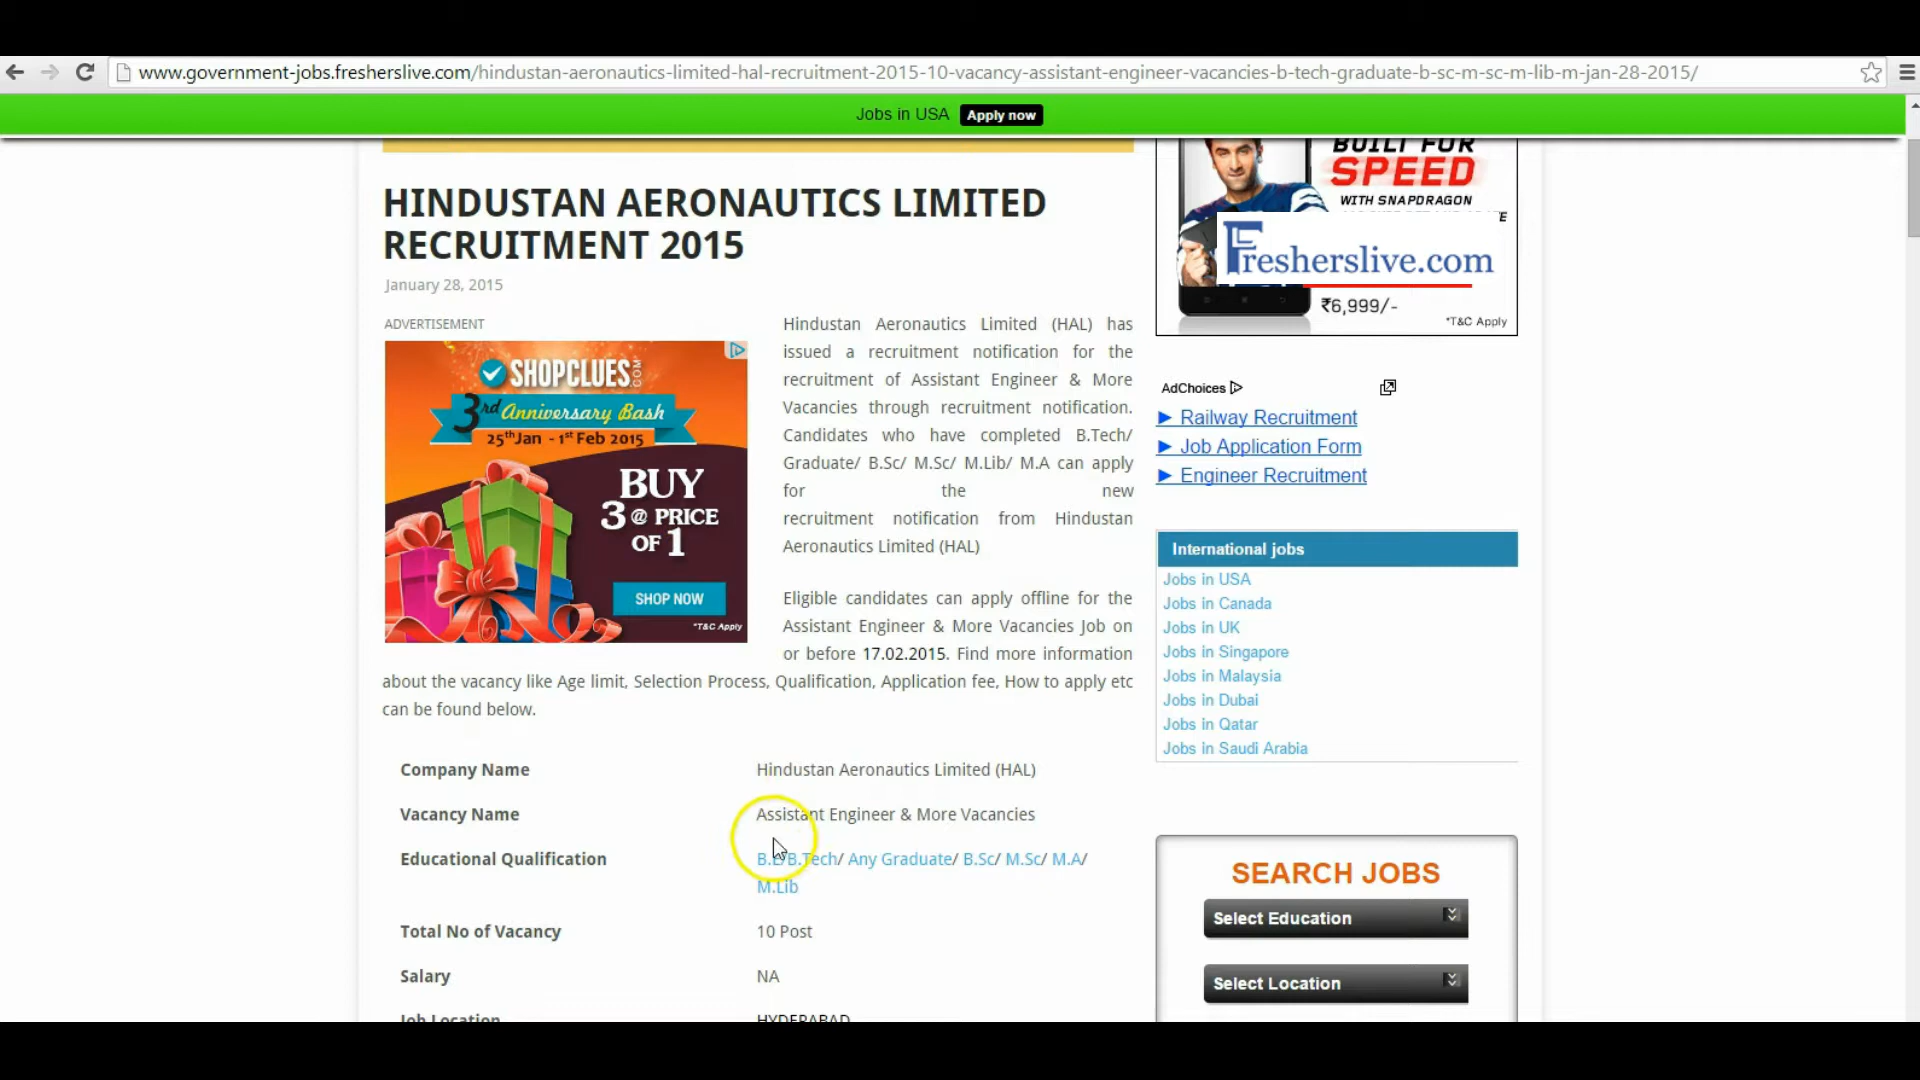 www.government-jobs.fresherslive.com/hindustan-aeronautics-limited-hal-recruitment-2015-10-vacancy-assistant-engineer-vacancies-b-tech-graduate-b-sc-m-sc-m-lib-m-jan-28-2015/
Jobs in USA Apply now
HINDUSTAN AERONAUTICS LIMITED
RECRUITMENT 2015
January 28, 2015
ADVERTISEMENT
SHOPCLUES.COM
3rd Anniversary Bash
25th Jan - 1st Feb 2015
BUY
3 @ PRICE
OF 1
SHOP NOW
*T&C Apply
Hindustan Aeronautics Limited (HAL) has
issued a recruitment notification for the
recruitment of Assistant Engineer & More
Vacancies through recruitment notification.
Candidates who have completed B.Tech/
Graduate/ B.Sc/ M.Sc/ M.Lib/ M.A can apply
for the new
recruitment notification from Hindustan
Aeronautics Limited (HAL)
Eligible candidates can apply offline for the
Assistant Engineer & More Vacancies Job on
or before 17.02.2015. Find more information
about the vacancy like Age limit, Selection Process, Qualification, Application fee, How to apply etc
can be found below.
Company Name Hindustan Aeronautics Limited (HAL)
Vacancy Name Assistant Engineer & More Vacancies
Educational Qualification B.E/B.Tech/ Any Graduate/ B.Sc/ M.Sc/ M.A/
M.Lib
Total No of Vacancy 10 Post
Salary NA
Job Location HYDERABAD
BUILT FOR
SPEED
WITH SNAPDRAGON
Fresherslive.com
₹6,999/-
*T&C Apply
AdChoices
► Railway Recruitment
► Job Application Form
► Engineer Recruitment
International jobs
Jobs in USA
Jobs in Canada
Jobs in UK
Jobs in Singapore
Jobs in Malaysia
Jobs in Dubai
Jobs in Qatar
Jobs in Saudi Arabia
SEARCH JOBS
Select Education
Select Location